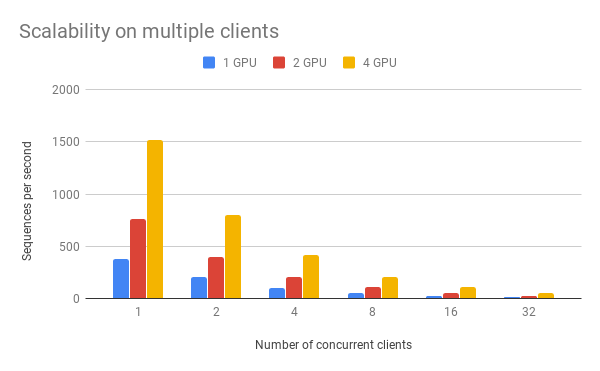 Scalability on multiple clients
1 GPU 2 GPU 4 GPU
2000
1500
1000
500
0
Sequences per second
1 2 4 8 16 32
Number of concurrent clients